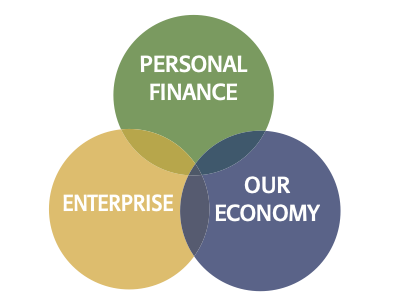 PERSONAL
FINANCE
ENTERPRISE
OUR
ECONOMY